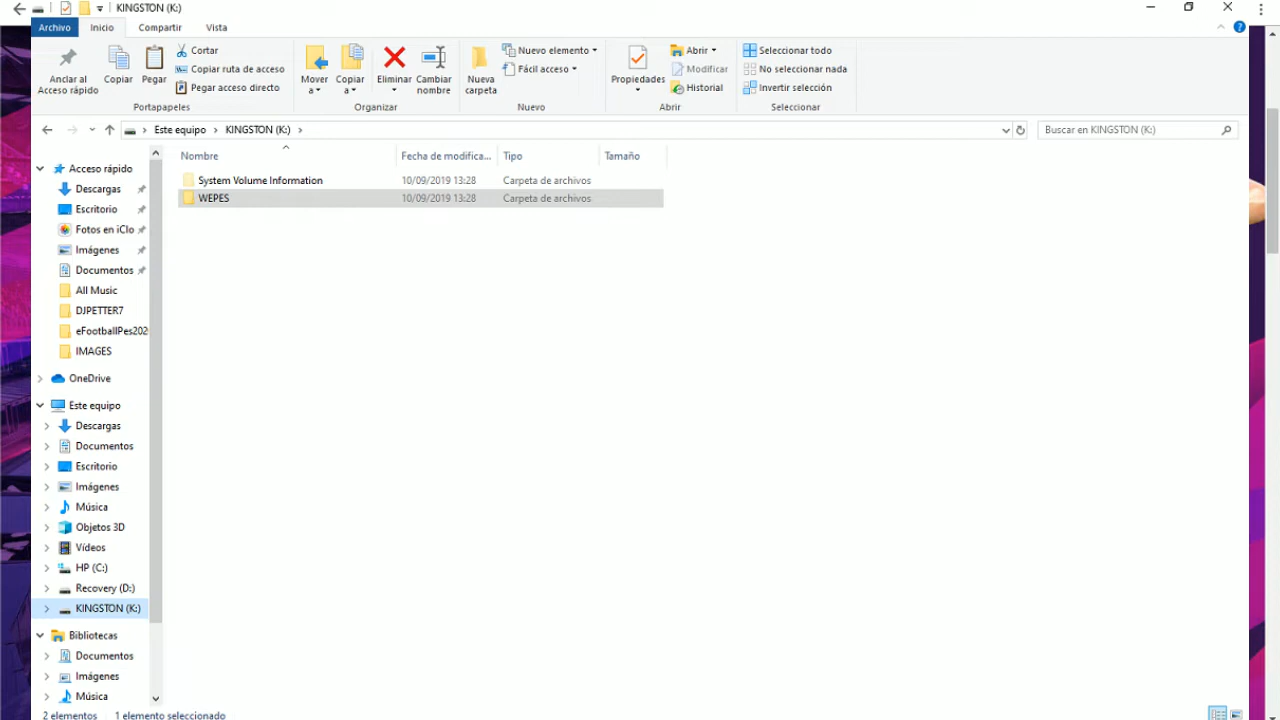 KINGSTON (K:)
Archivo Inicio Compartir Vista
Anclar al Acceso rápido
Copiar
Pegar
Cortar
Copiar ruta de acceso
Pegar acceso directo
Portapapeles
Mover a
Copiar a
Eliminar
Cambiar nombre
Organizar
Nueva carpeta
Nuevo elemento
Fácil acceso
Nuevo
Propiedades
Abrir
Modificar
Historial
Abrir
Seleccionar todo
No seleccionar nada
Invertir selección
Seleccionar
Este equipo > KINGSTON (K:) >
Buscar en KINGSTON (K:)
Nombre Fecha de modifica... Tipo Tamaño
System Volume Information 10/09/2019 13:28 Carpeta de archivos
WEPES 10/09/2019 13:28 Carpeta de archivos
Acceso rápido
Descargas
Escritorio
Fotos en iClo
Imágenes
Documentos
All Music
DJPETTER7
eFootballPes202
IMAGES
OneDrive
Este equipo
Descargas
Documentos
Escritorio
Imágenes
Música
Objetos 3D
Vídeos
HP (C:)
Recovery (D:)
KINGSTON (K:)
Bibliotecas
Documentos
Imágenes
Música
2 elementos 1 elemento seleccionado